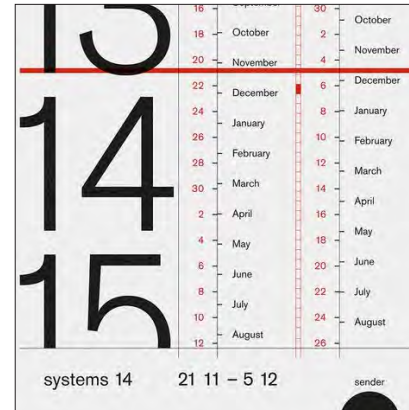 13
14
15
16
18
20
22
24
26
28
30
2
4
6
8
10
12
October
November
December
January
February
March
April
May
June
July
August
30
2
4
6
8
10
12
14
16
18
20
22
24
26
October
November
December
January
February
March
April
May
June
July
August
systems 14
21 11 – 5 12
sender